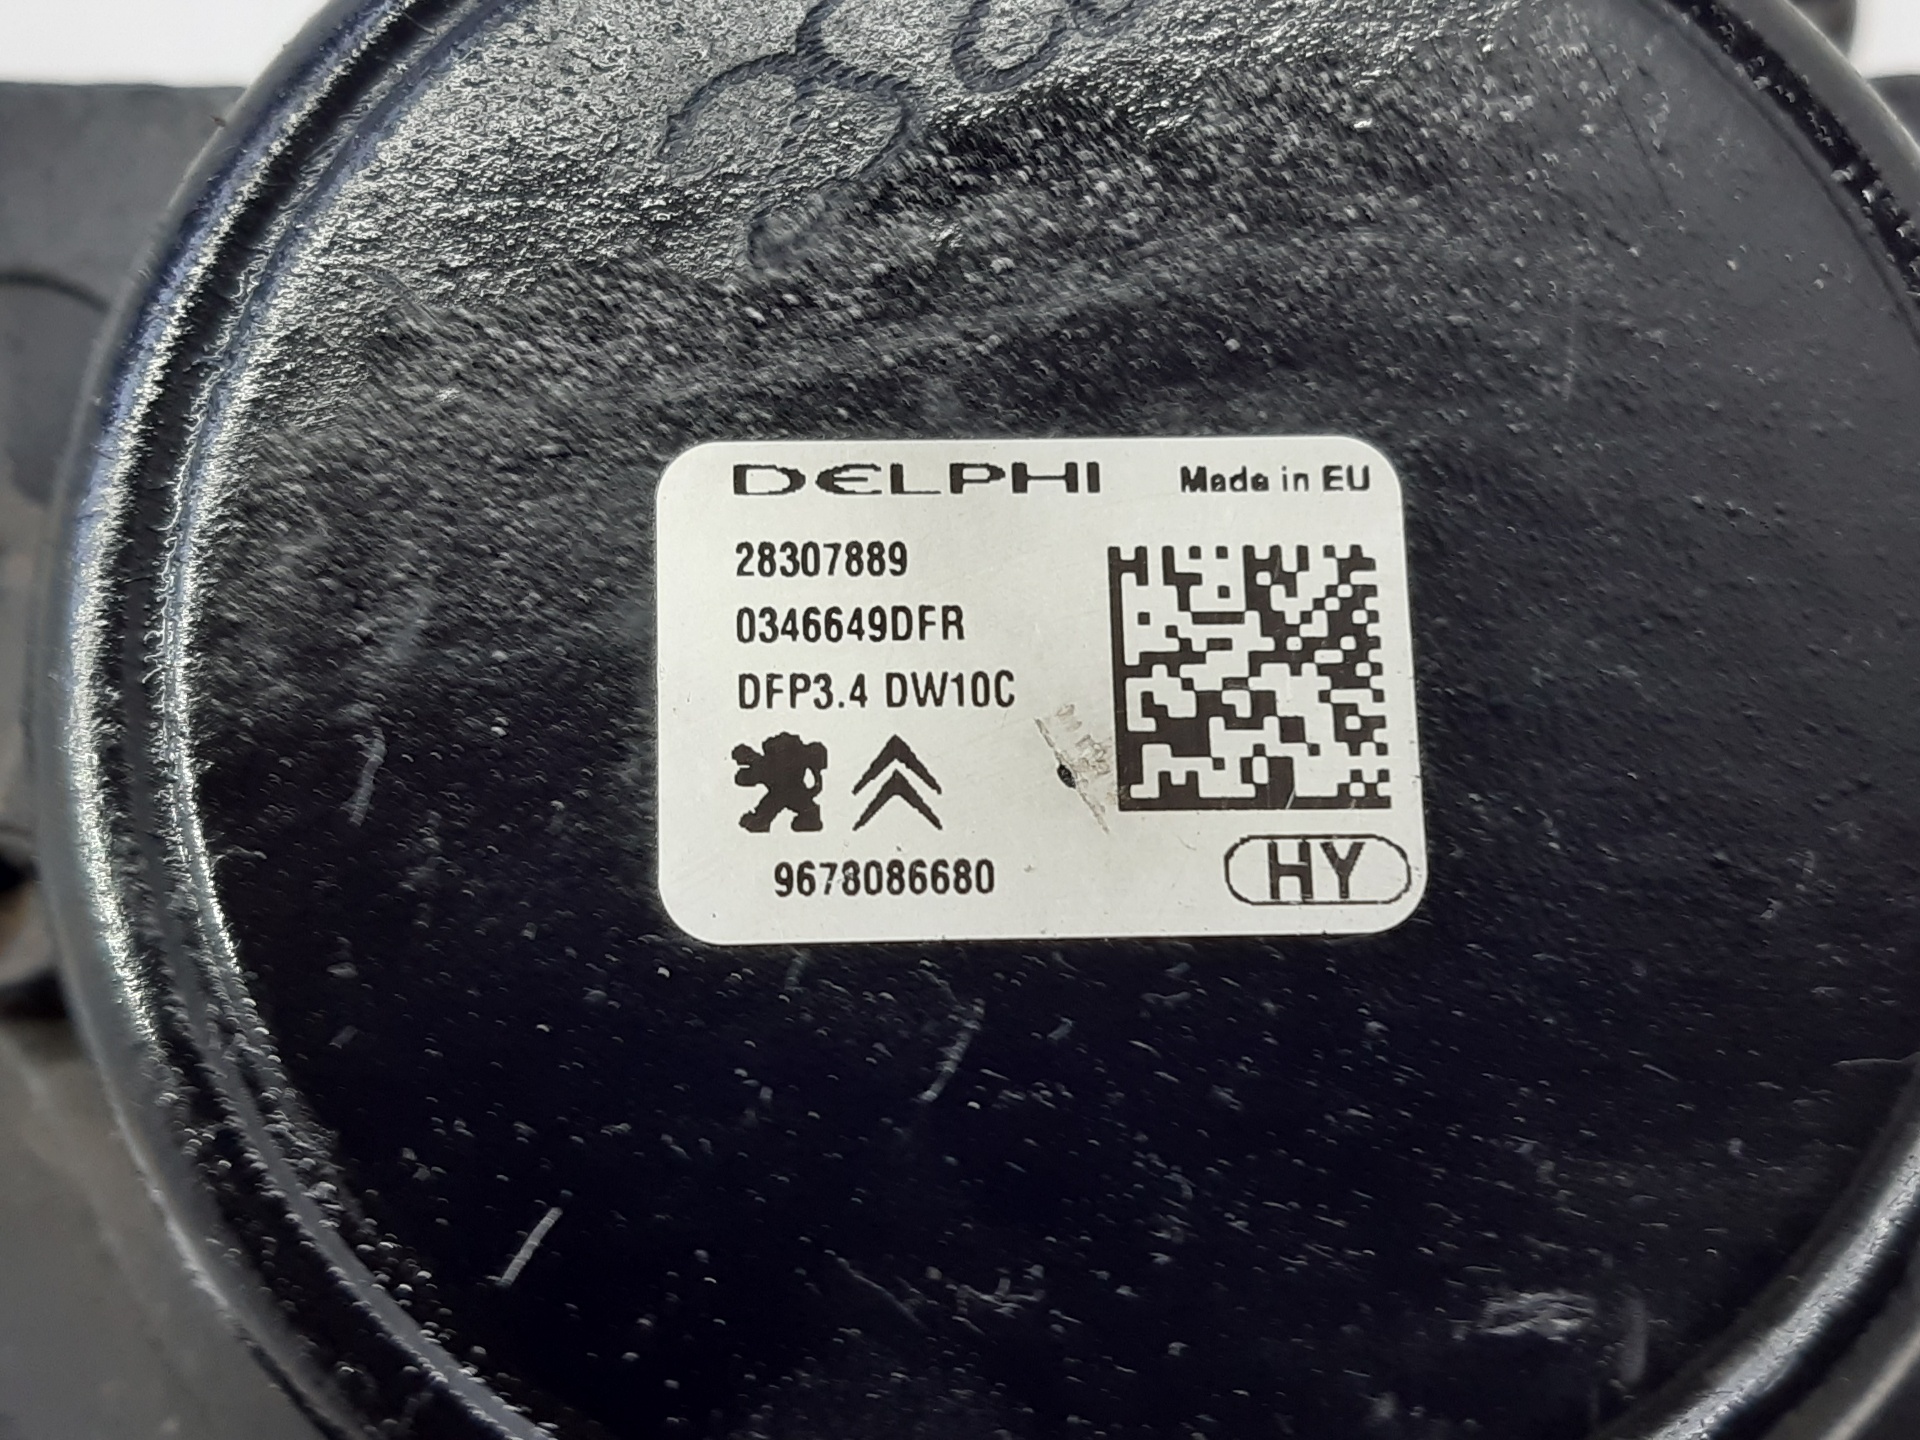 DELPHI Made in EU
28307889
0346649DFR
DFP3.4 DW10C
9678086680
HY